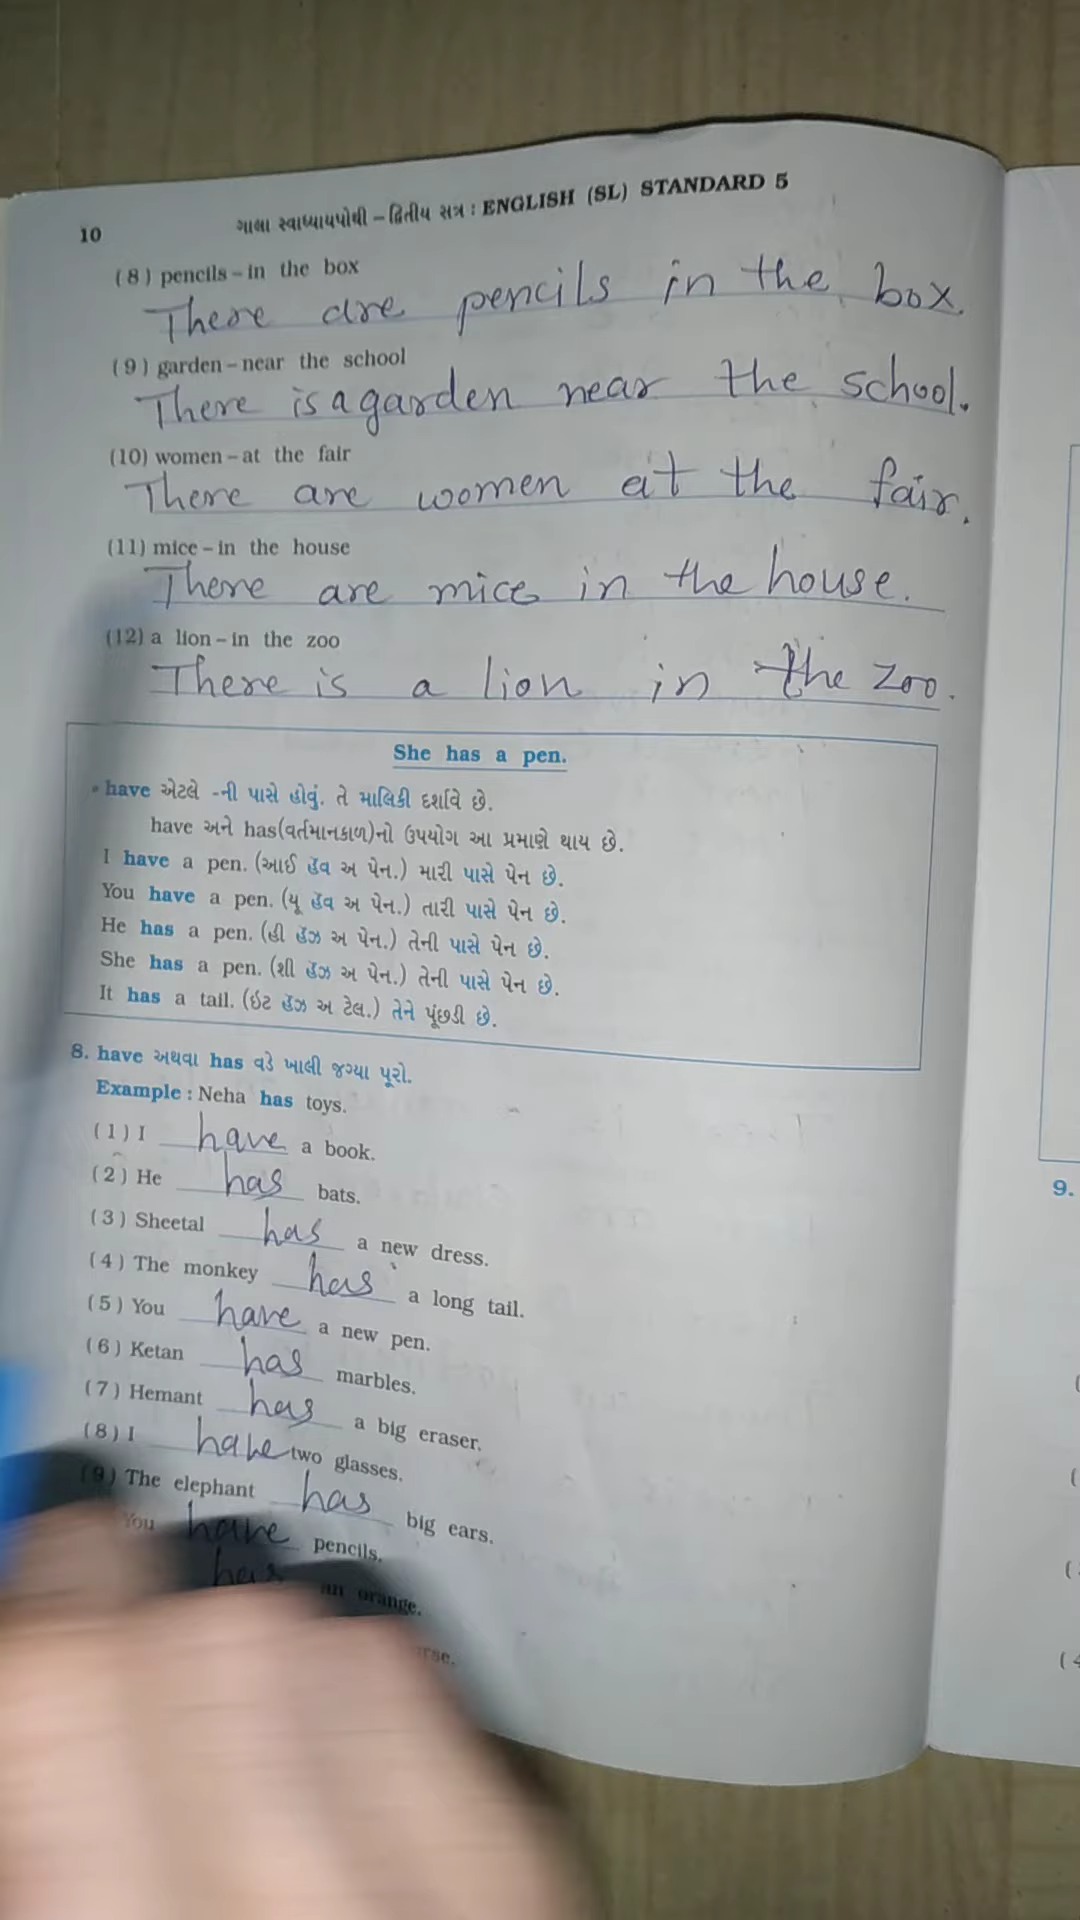 10
ગાલા સ્વાધ્યાયપોથી – દ્વિતીય સત્ર : ENGLISH (SL) STANDARD 5
(8) pencils – in the box
There are pencils in the box.
(9) garden – near the school
There is a garden near the school.
(10) women – at the fair
There are women at the fair.
(11) mice – in the house
There are mice in the house.
(12) a lion – in the zoo
There is a lion in the zoo.
She has a pen.
• have એટલે -ની પાસે હોવું. તે માલિકી દર્શાવે છે.
have અને has(વર્તમાનકાળ)નો ઉપયોગ આ પ્રમાણે થાય છે.
I have a pen. (આઈ હૅવ અ પેન.) મારી પાસે પેન છે.
You have a pen. (યૂ હૅવ અ પેન.) તારી પાસે પેન છે.
He has a pen. (હી હૅઝ અ પેન.) તેની પાસે પેન છે.
She has a pen. (શી હૅઝ અ પેન.) તેની પાસે પેન છે.
It has a tail. (ઇટ હૅઝ અ ટેલ.) તેને પૂંછડી છે.
8. have અથવા has વડે ખાલી જગ્યા પૂરો.
Example : Neha has toys.
(1) I have a book.
(2) He has bats.
(3) Sheetal has a new dress.
(4) The monkey has a long tail.
(5) You have a new pen.
(6) Ketan has marbles.
(7) Hemant has a big eraser.
(8) I have two glasses.
(9) The elephant has big ears.
You have pencils.
has an orange.
9.